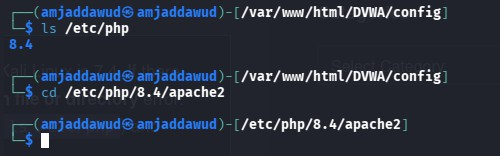 ┌──(amjaddawud㉿amjaddawud)-[/var/www/html/DVWA/config]
└─$ ls /etc/php
8.4
┌──(amjaddawud㉿amjaddawud)-[/var/www/html/DVWA/config]
└─$ cd /etc/php/8.4/apache2
┌──(amjaddawud㉿amjaddawud)-[/etc/php/8.4/apache2]
└─$